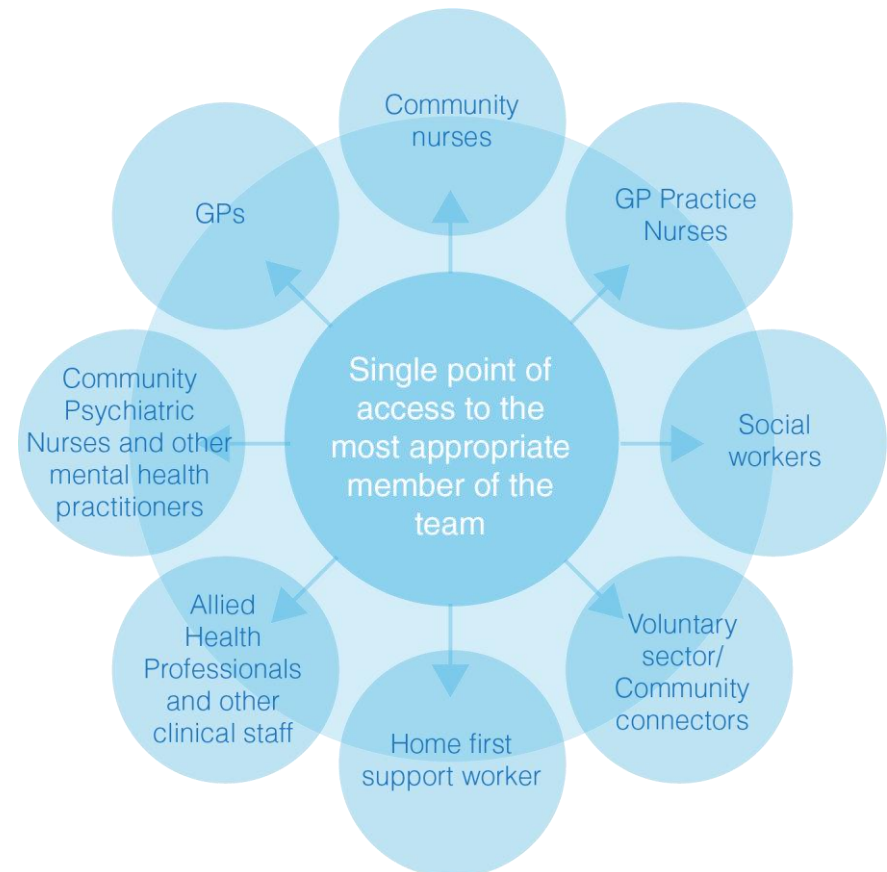 Community
nurses
GP Practice
Nurses
Social
workers
Voluntary
sector/
Community
connectors
Home first
support worker
Allied
Health
Professionals
and other
clinical staff
Community
Psychiatric
Nurses and other
mental health
practitioners
GPs
Single point of
access to the
most appropriate
member of the
team